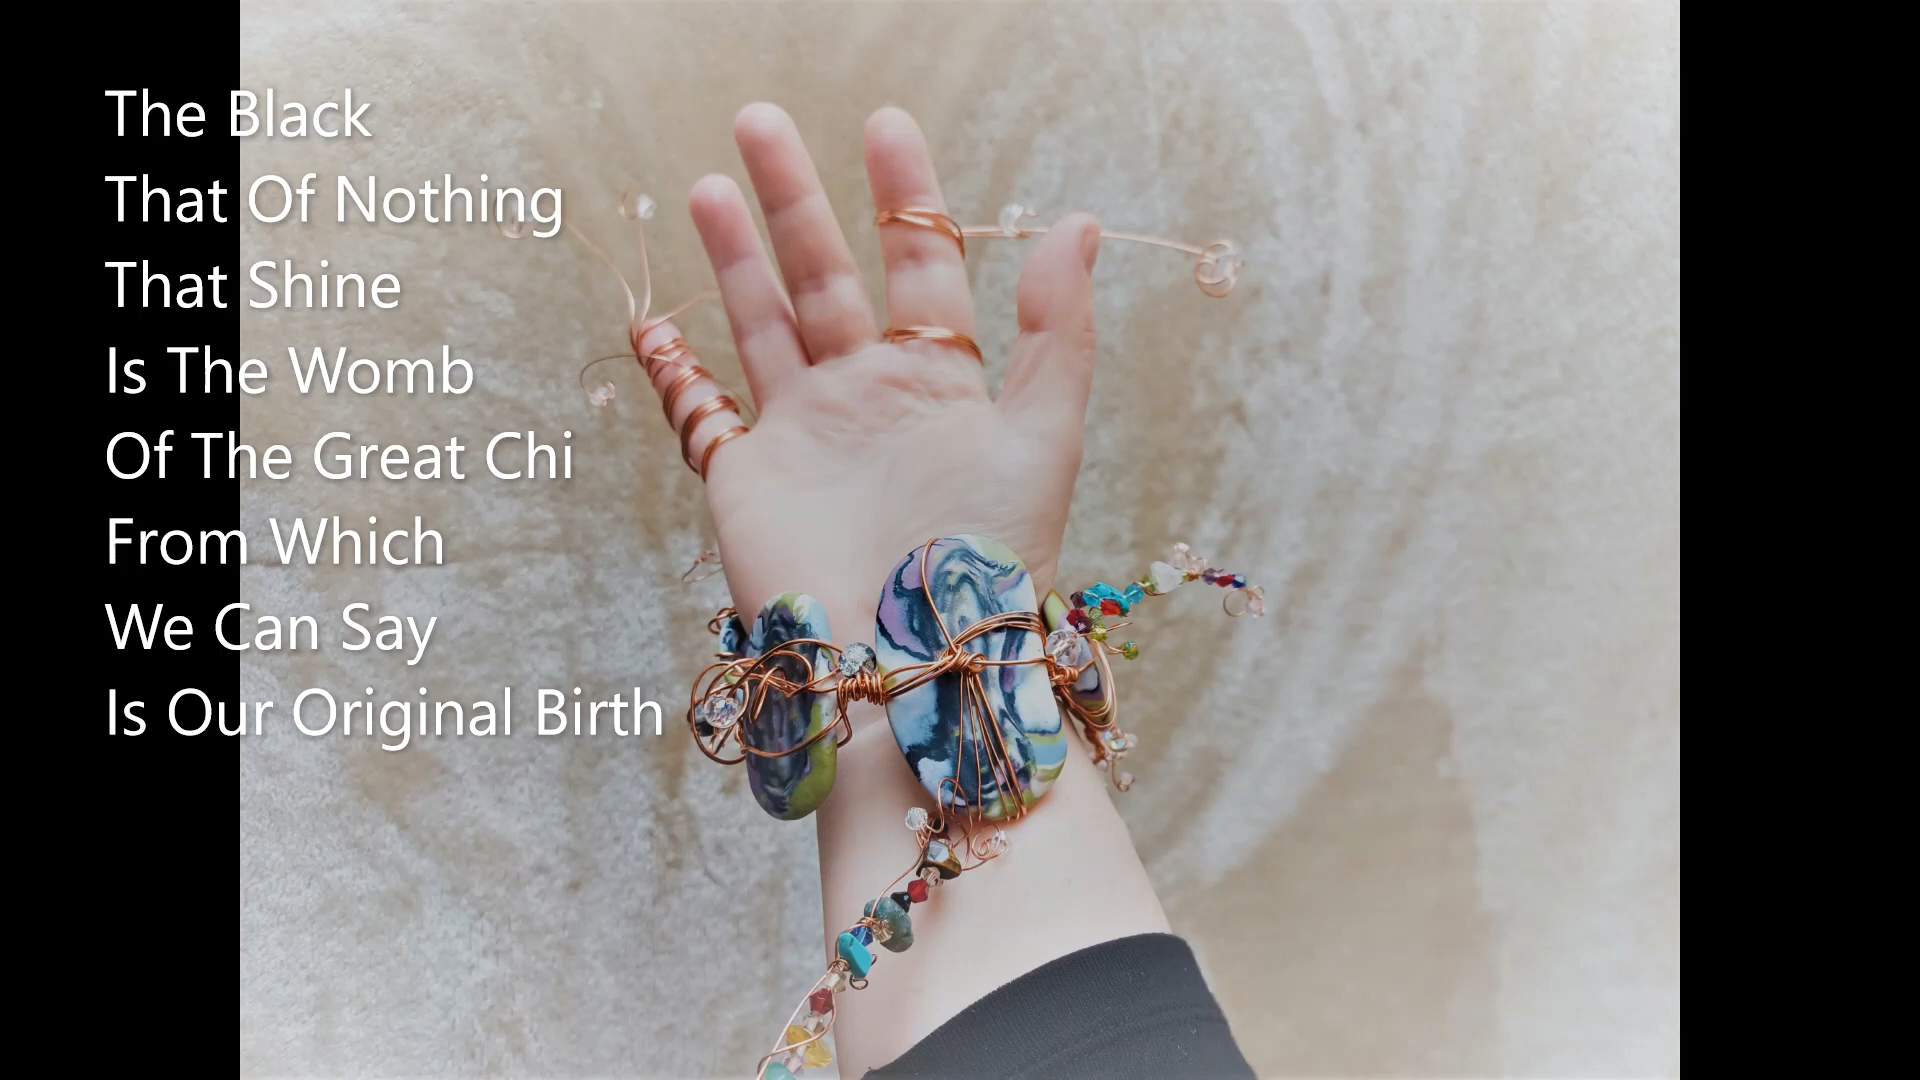 The Black
That Of Nothing
That Shine
Is The Womb
Of The Great Chi
From Which
We Can Say
Is Our Original Birth